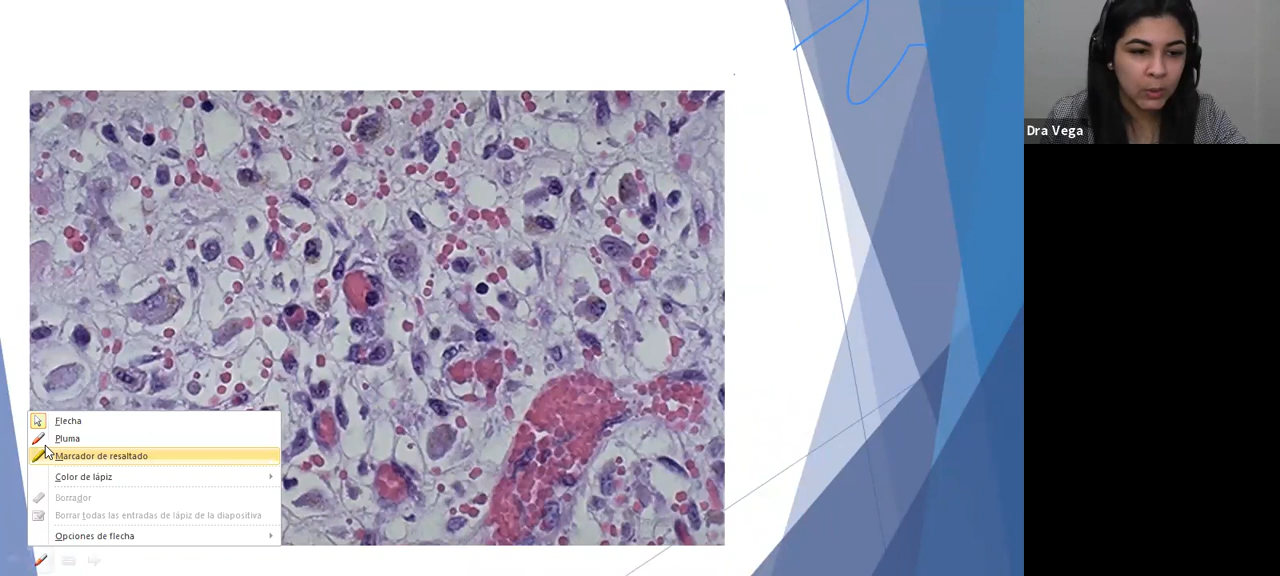 Dra Vega
Flecha
Pluma
Marcador de resaltado
Color de lápiz
Borrador
Borrar todas las entradas de lápiz de la diapositiva
Opciones de flecha